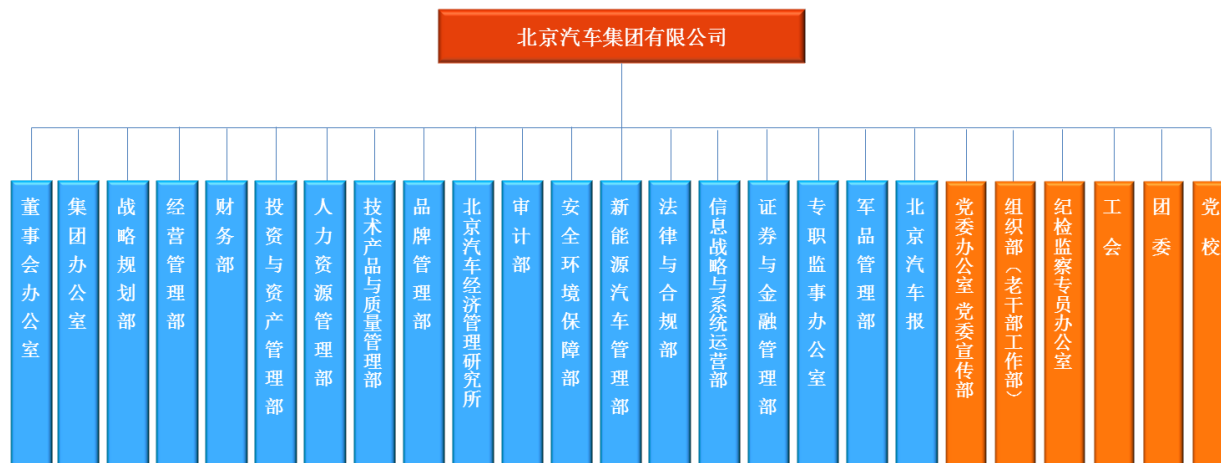 北京汽车集团有限公司
董事会办公室
集团办公室
战略规划部
经营管理部
财务部
投资与资产管理部
人力资源管理部
技术产品与质量管理部
品牌管理部
北京汽车经济管理研究所
审计部
安全环境保障部
新能源汽车管理部
法律与合规部
信息战略与系统运营部
证券与金融管理部
专职监事办公室
军品管理部
北京汽车报
党委办公室 党委宣传部
组织部（老干部工作部）
纪检监察专员办公室
工会
团委
党校